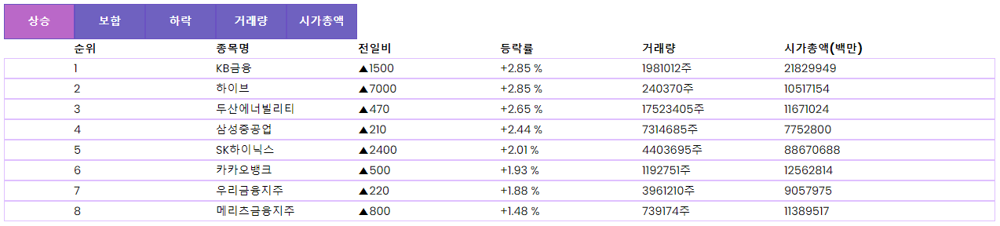 상승 보합 하락 거래량 시가총액
순위 종목명 전일비 등락률 거래량 시가총액(백만)
1 KB금융 ▲1500 +2.85 % 1981012주 21829949
2 하이브 ▲7000 +2.85 % 240370주 10517154
3 두산에너빌리티 ▲470 +2.65 % 17523405주 11671024
4 삼성중공업 ▲210 +2.44 % 7314685주 7752800
5 SK하이닉스 ▲2400 +2.01 % 4403695주 88670688
6 카카오뱅크 ▲500 +1.93 % 1192751주 12562814
7 우리금융지주 ▲220 +1.88 % 3961210주 9057975
8 메리츠금융지주 ▲800 +1.48 % 739174주 11389517